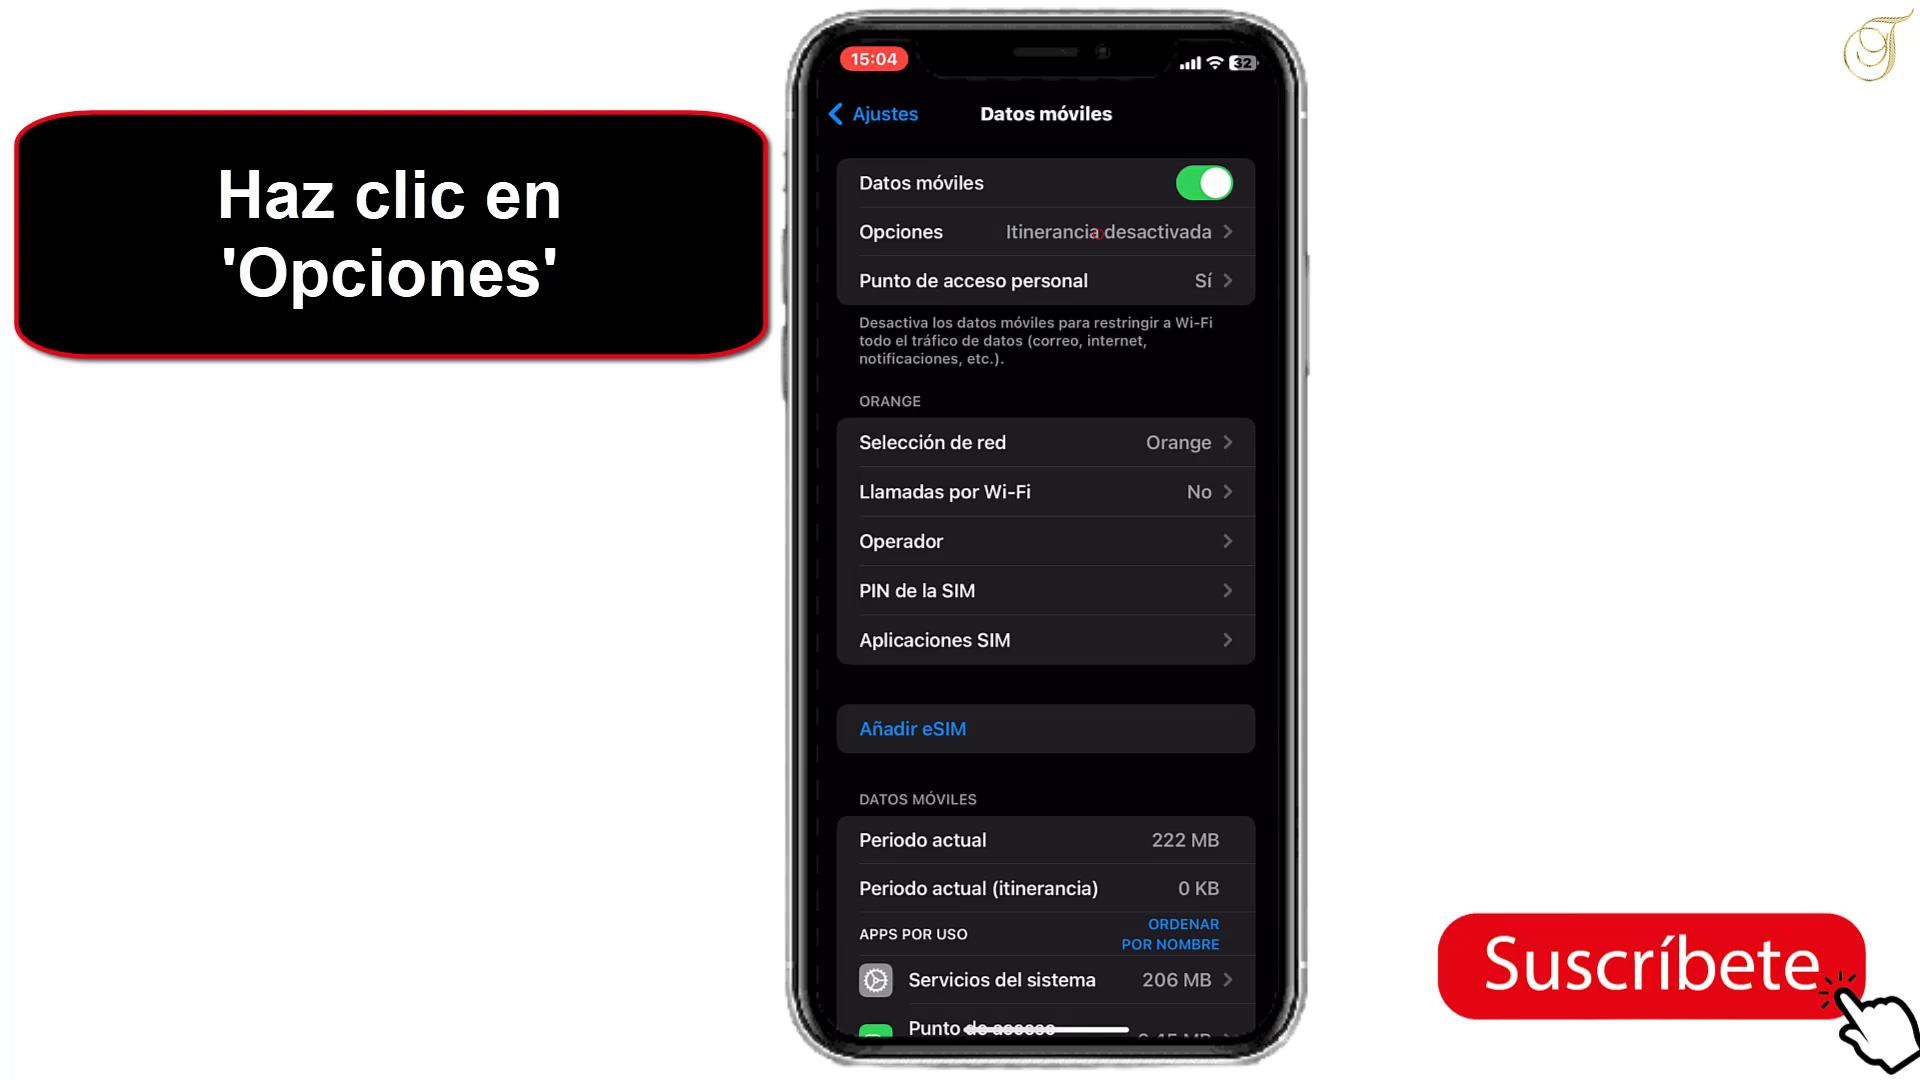 Haz clic en
'Opciones'
15:04
32
Ajustes
Datos móviles
Datos móviles
Opciones Itinerancia desactivada
Punto de acceso personal Sí
Desactiva los datos móviles para restringir a Wi-Fi
todo el tráfico de datos (correo, internet,
notificaciones, etc.).
ORANGE
Selección de red Orange
Llamadas por Wi-Fi No
Operador
PIN de la SIM
Aplicaciones SIM
Añadir eSIM
DATOS MÓVILES
Periodo actual 222 MB
Periodo actual (itinerancia) 0 KB
APPS POR USO
ORDENAR
POR NOMBRE
Servicios del sistema 206 MB
Punto de acceso
Suscríbete